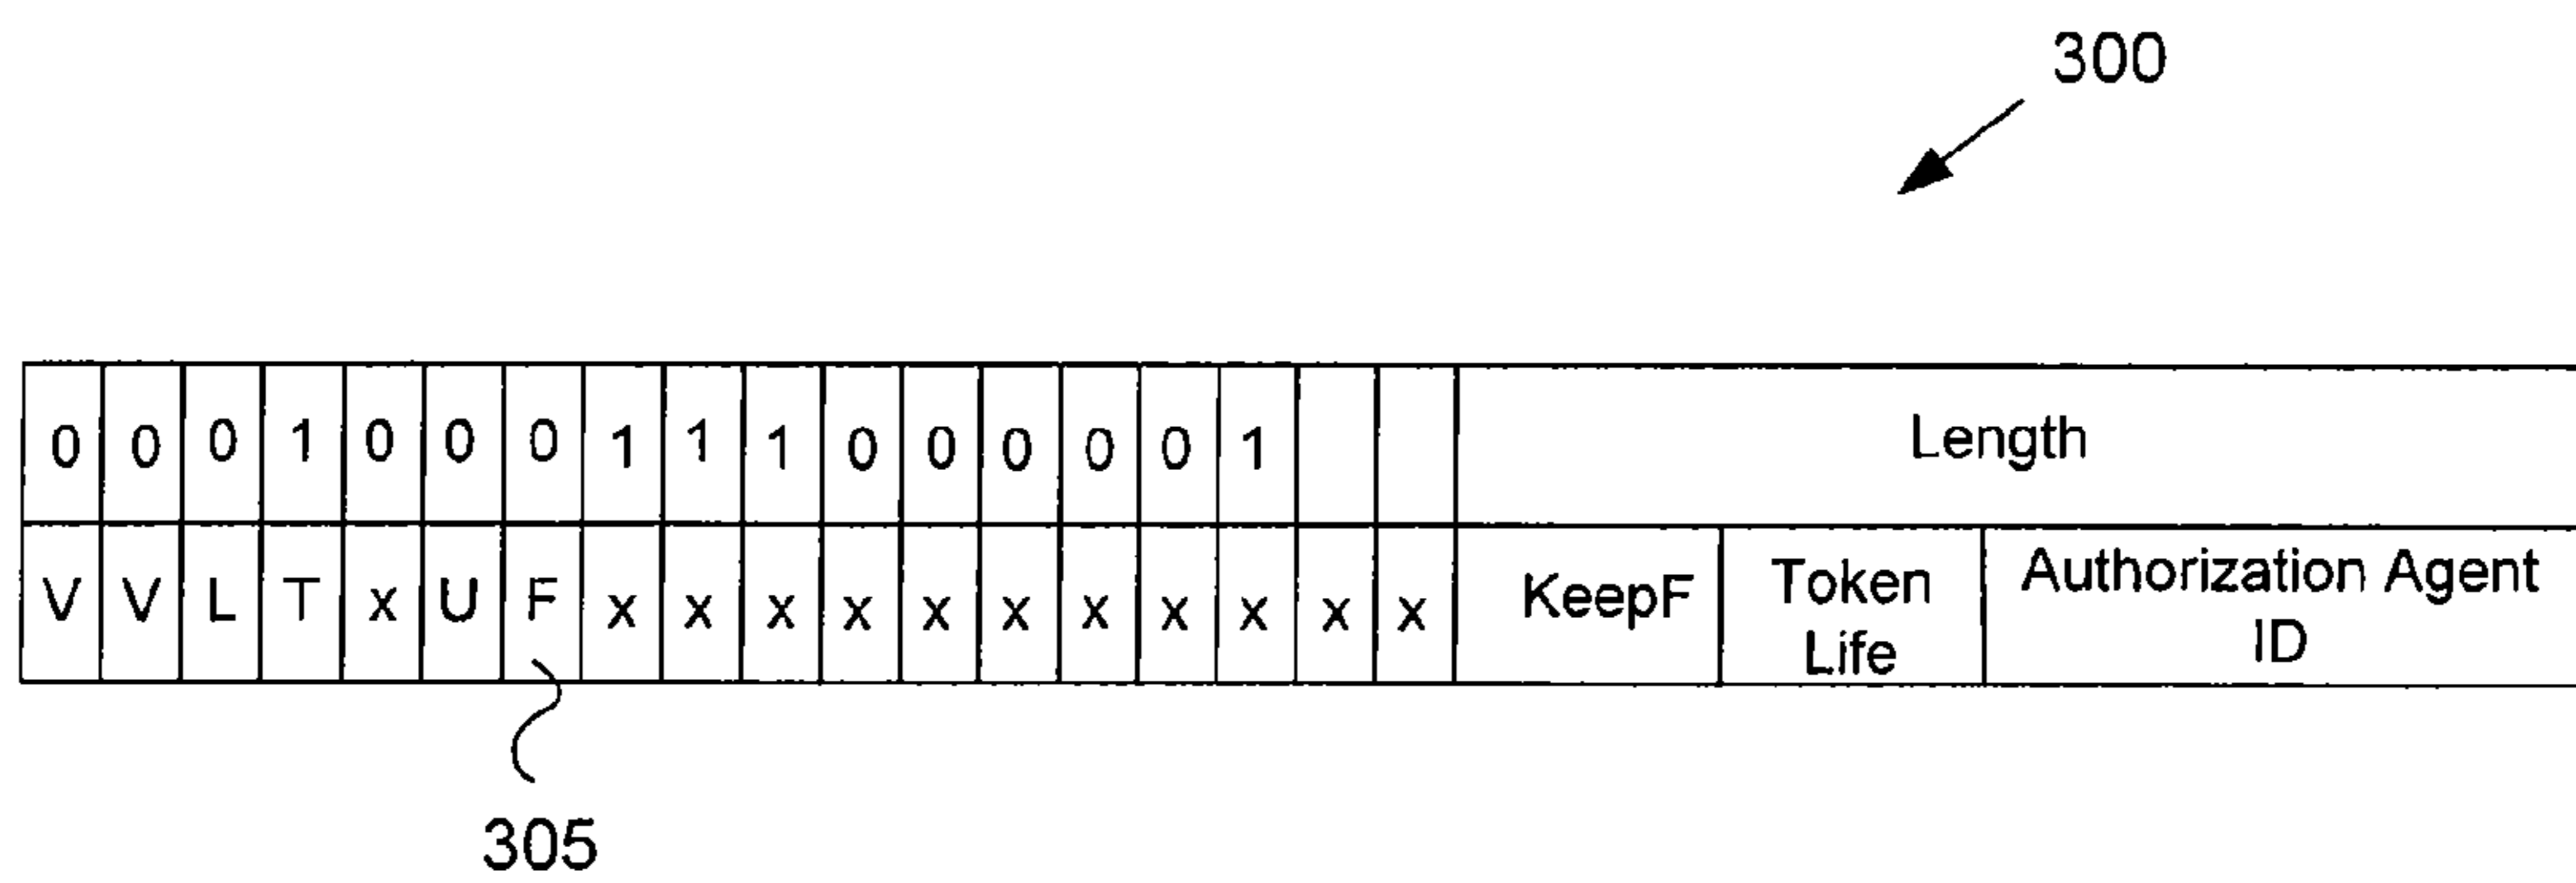 300
0 0 0 1 0 0 0 1 1 1 0 0 0 0 0 1 Length
V V L T x U F x x x x x x x x x x x KeepF Token Life Authorization Agent ID
305